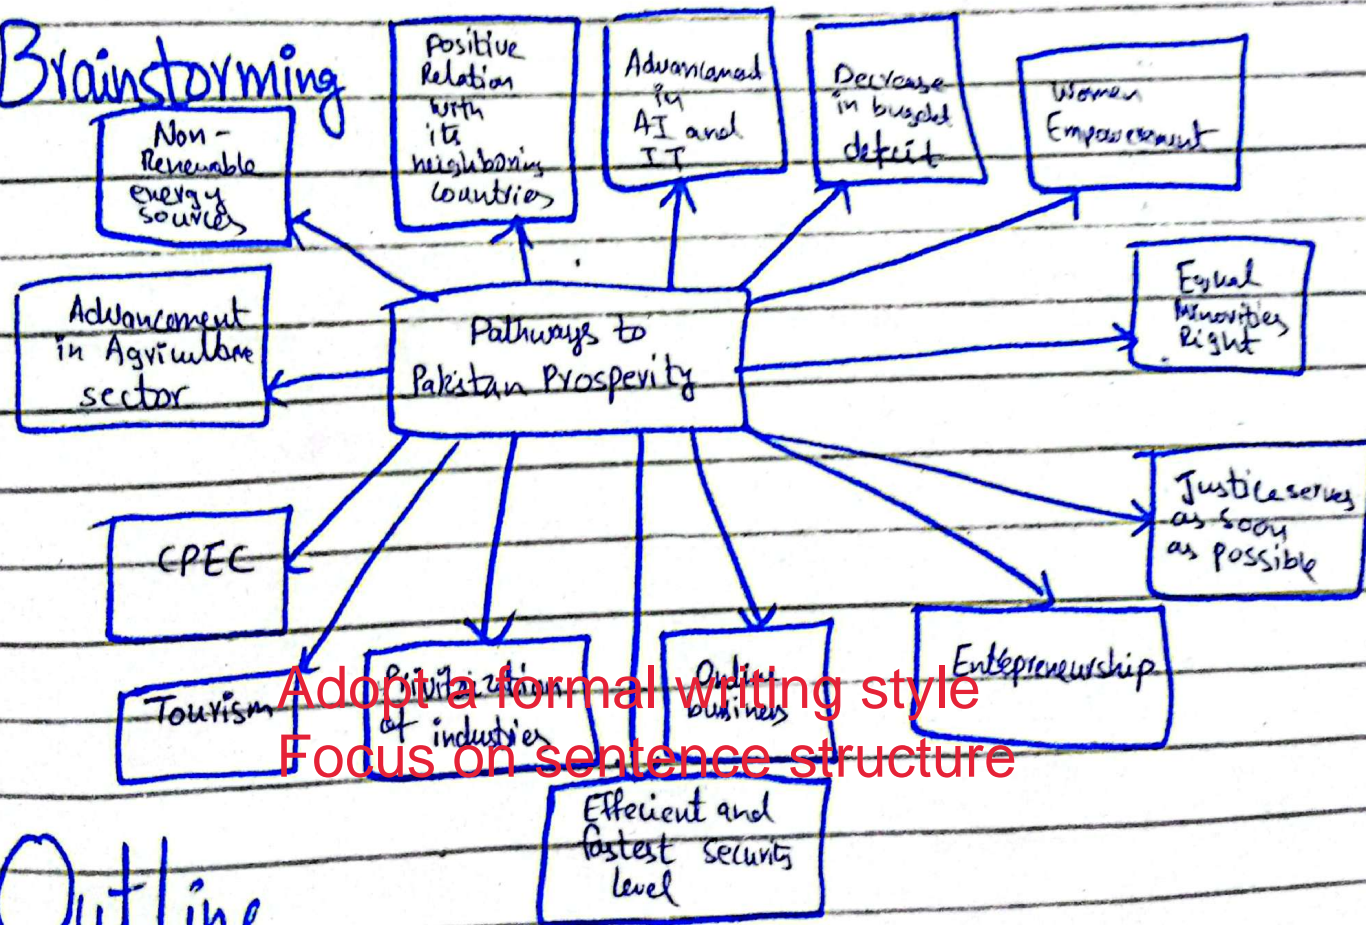 Brainstorming
Non-
Renewable
energy
sources
Positive
Relation
with
its
neighboring
countries
Advancement
in
AI and
IT
Decrease
in budget
deficit
Women
Empowerment
Equal
Minorities
Right
Advancement
in Agriculture
sector
Pathways to
Pakistan Prosperity
CPEC
Justice serves
as soon
as possible
Tourism
of industries
Online
business
Entrepreneurship
Adopt a formal writing style
Focus on sentence structure
Effecient and
fastest security
level
Outline